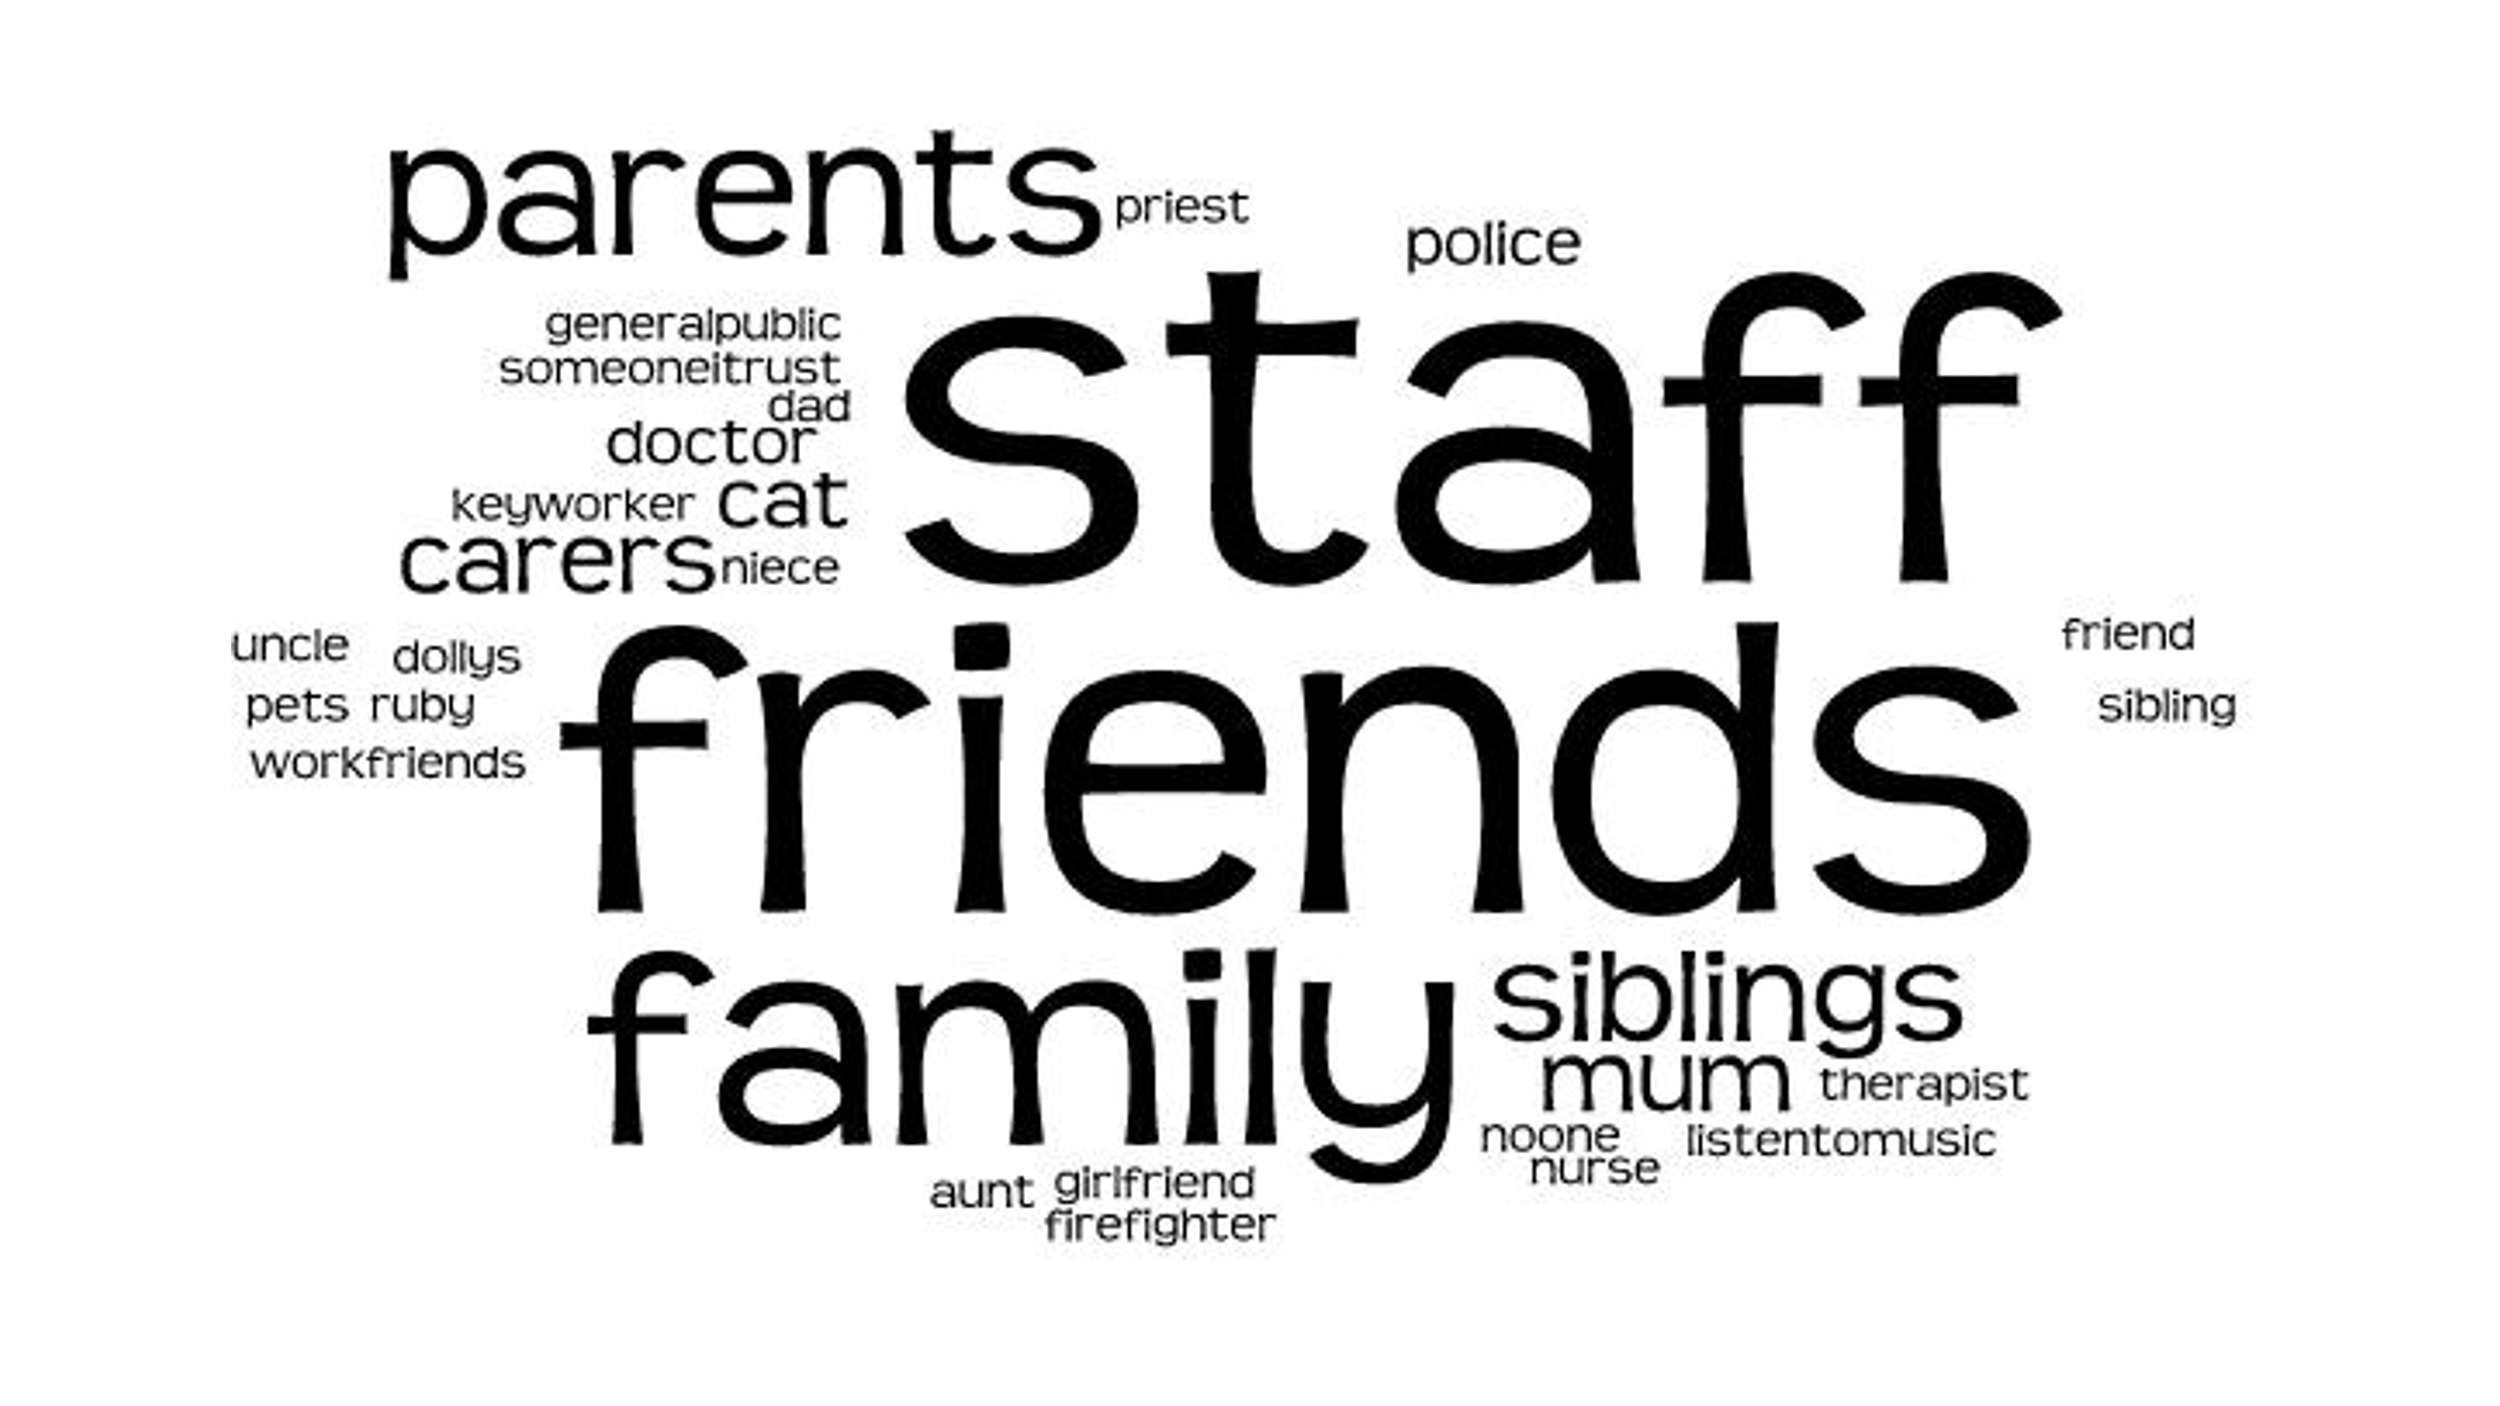 parents priest
police
generalpublic
someoneitrust
dad
doctor
staff
keyworker cat
carers niece
uncle dollys
friend
pets ruby
sibling
workfriends
friends
family
siblings
mum therapist
noone listentomusic
nurse
aunt girlfriend
firefighter